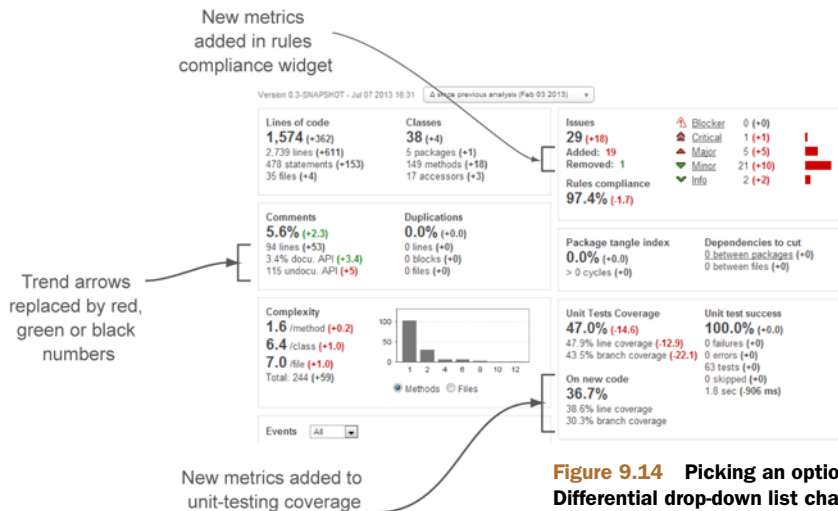 New metrics
added in rules
compliance widget
Version 0.3-SNAPSHOT - Jul 07 2013 16:31 Δ since previous analysis (Feb 03 2013)
Lines of code
1,574 (+362)
2,739 lines (+611)
478 statements (+153)
35 files (+4)
Classes
38 (+4)
5 packages (+1)
149 methods (+18)
17 accessors (+3)
Issues
29 (+18)
Added: 19
Removed: 1
Blocker 0 (+0)
Critical 1 (+1)
Major 5 (+5)
Minor 21 (+10)
Info 2 (+2)
Rules compliance
97.4% (-1.7)
Comments
5.6% (+2.3)
94 lines (+53)
3.4% docu. API (+3.4)
115 undocu. API (+5)
Duplications
0.0% (+0.0)
0 lines (+0)
0 blocks (+0)
0 files (+0)
Package tangle index
0.0% (+0.0)
> 0 cycles (+0)
Dependencies to cut
0 between packages (+0)
0 between files (+0)
Trend arrows
replaced by red,
green or black
numbers
Complexity
1.6 /method (+0.2)
6.4 /class (+1.0)
7.0 /file (+1.0)
Total: 244 (+59)
100
50
0
1 2 4 6 8 10 12
Methods Files
Unit Tests Coverage
47.0% (-14.6)
47.9% line coverage (-12.9)
43.5% branch coverage (-22.1)
On new code
36.7%
38.6% line coverage
30.3% branch coverage
Unit test success
100.0% (+0.0)
0 failures (+0)
0 errors (+0)
63 tests (+0)
0 skipped (+0)
1.8 sec (-906 ms)
Events All
New metrics added to
unit-testing coverage
Figure 9.14 Picking an optio
Differential drop-down list cha